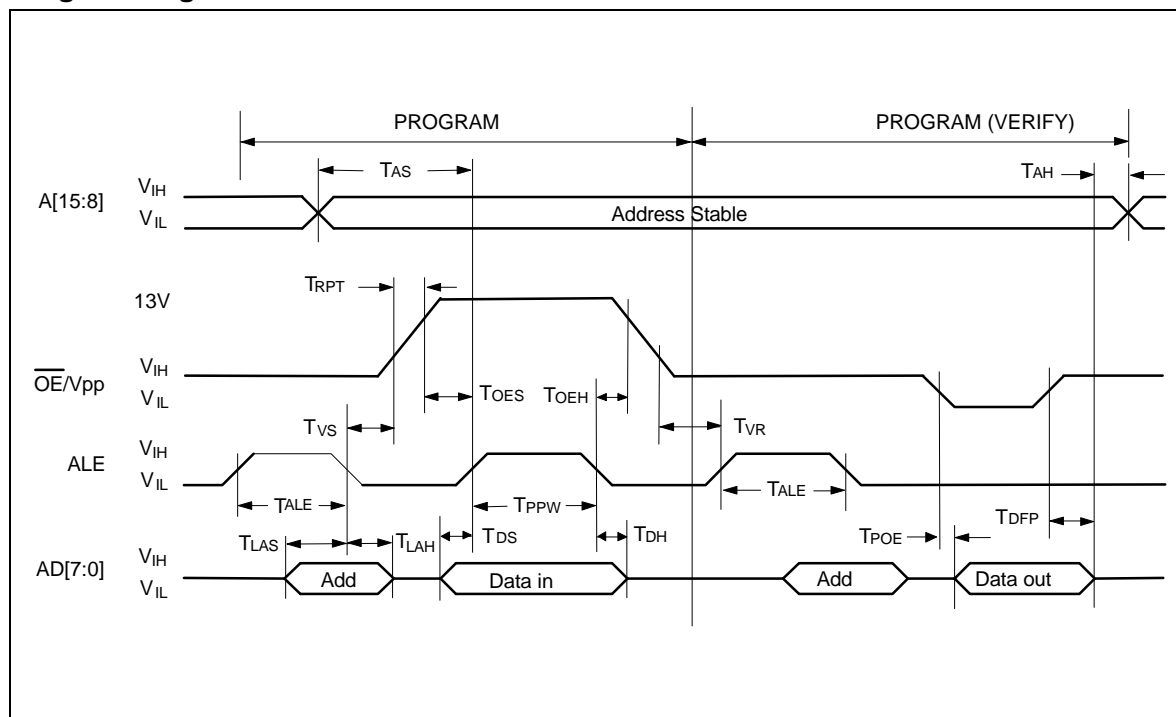 PROGRAM PROGRAM (VERIFY)
TAS TAH
A[15:8] VIH
VIL
Address Stable
13V TRPT
OE/Vpp VIH
VIL
TOES TOEH
TVS TVR
ALE VIH
VIL
TALE TPPW TALE
TDFP
TLAS TLAH TDS TDH TPOE
AD[7:0] VIH
VIL
Add Data in Add Data out